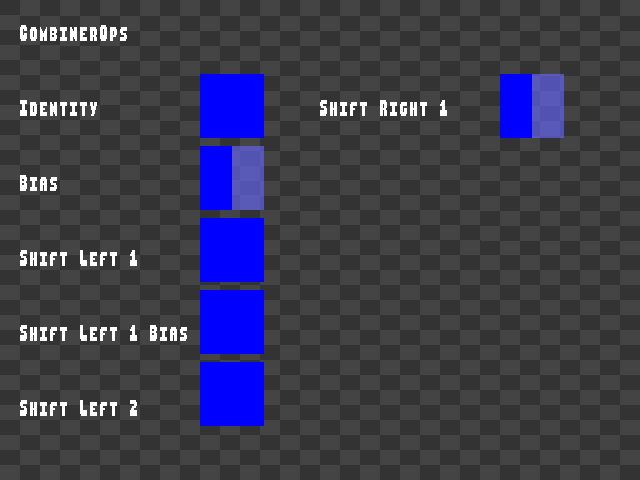 CombinerOps
Identity
Shift Right 1
Bias
Shift Left 1
Shift Left 1 Bias
Shift Left 2